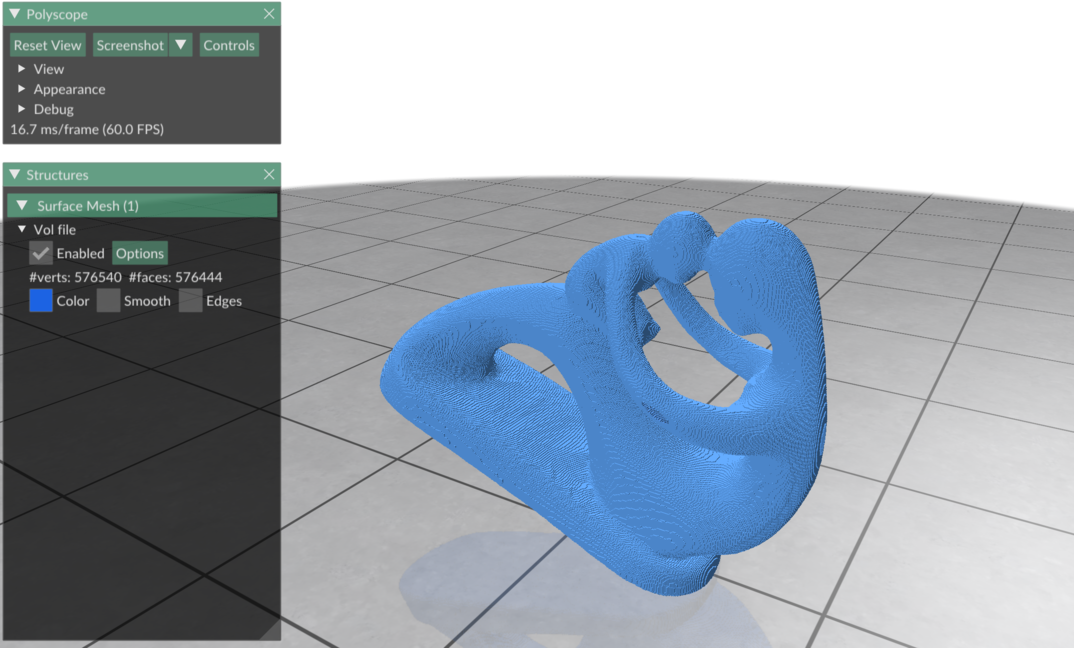 Polyscope
Reset View Screenshot Controls
View
Appearance
Debug
16.7 ms/frame (60.0 FPS)
Structures
Surface Mesh (1)
Vol file
Enabled Options
#verts: 576540 #faces: 576444
Color Smooth Edges